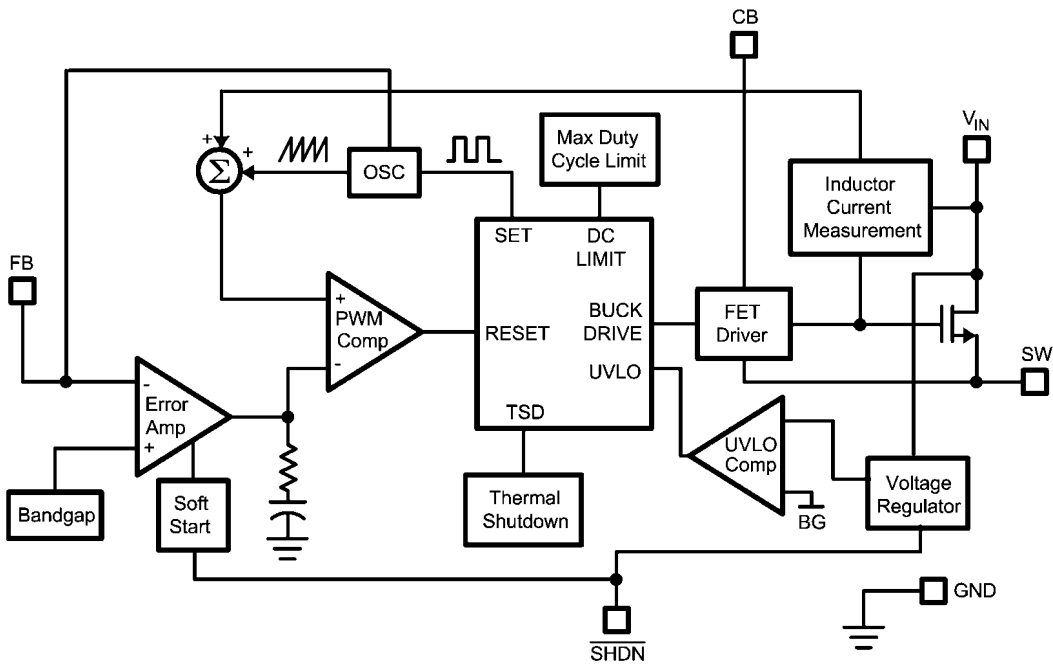 CB
V_IN
+
+
Σ
OSC
Max Duty
Cycle Limit
Inductor
Current
Measurement
SET
DC
LIMIT
FB
+
PWM
Comp
-
RESET
BUCK
DRIVE
FET
Driver
UVLO
SW
-
Error
Amp
+
TSD
UVLO
Comp
BG
Bandgap
Soft
Start
Thermal
Shutdown
Voltage
Regulator
GND
SHDN